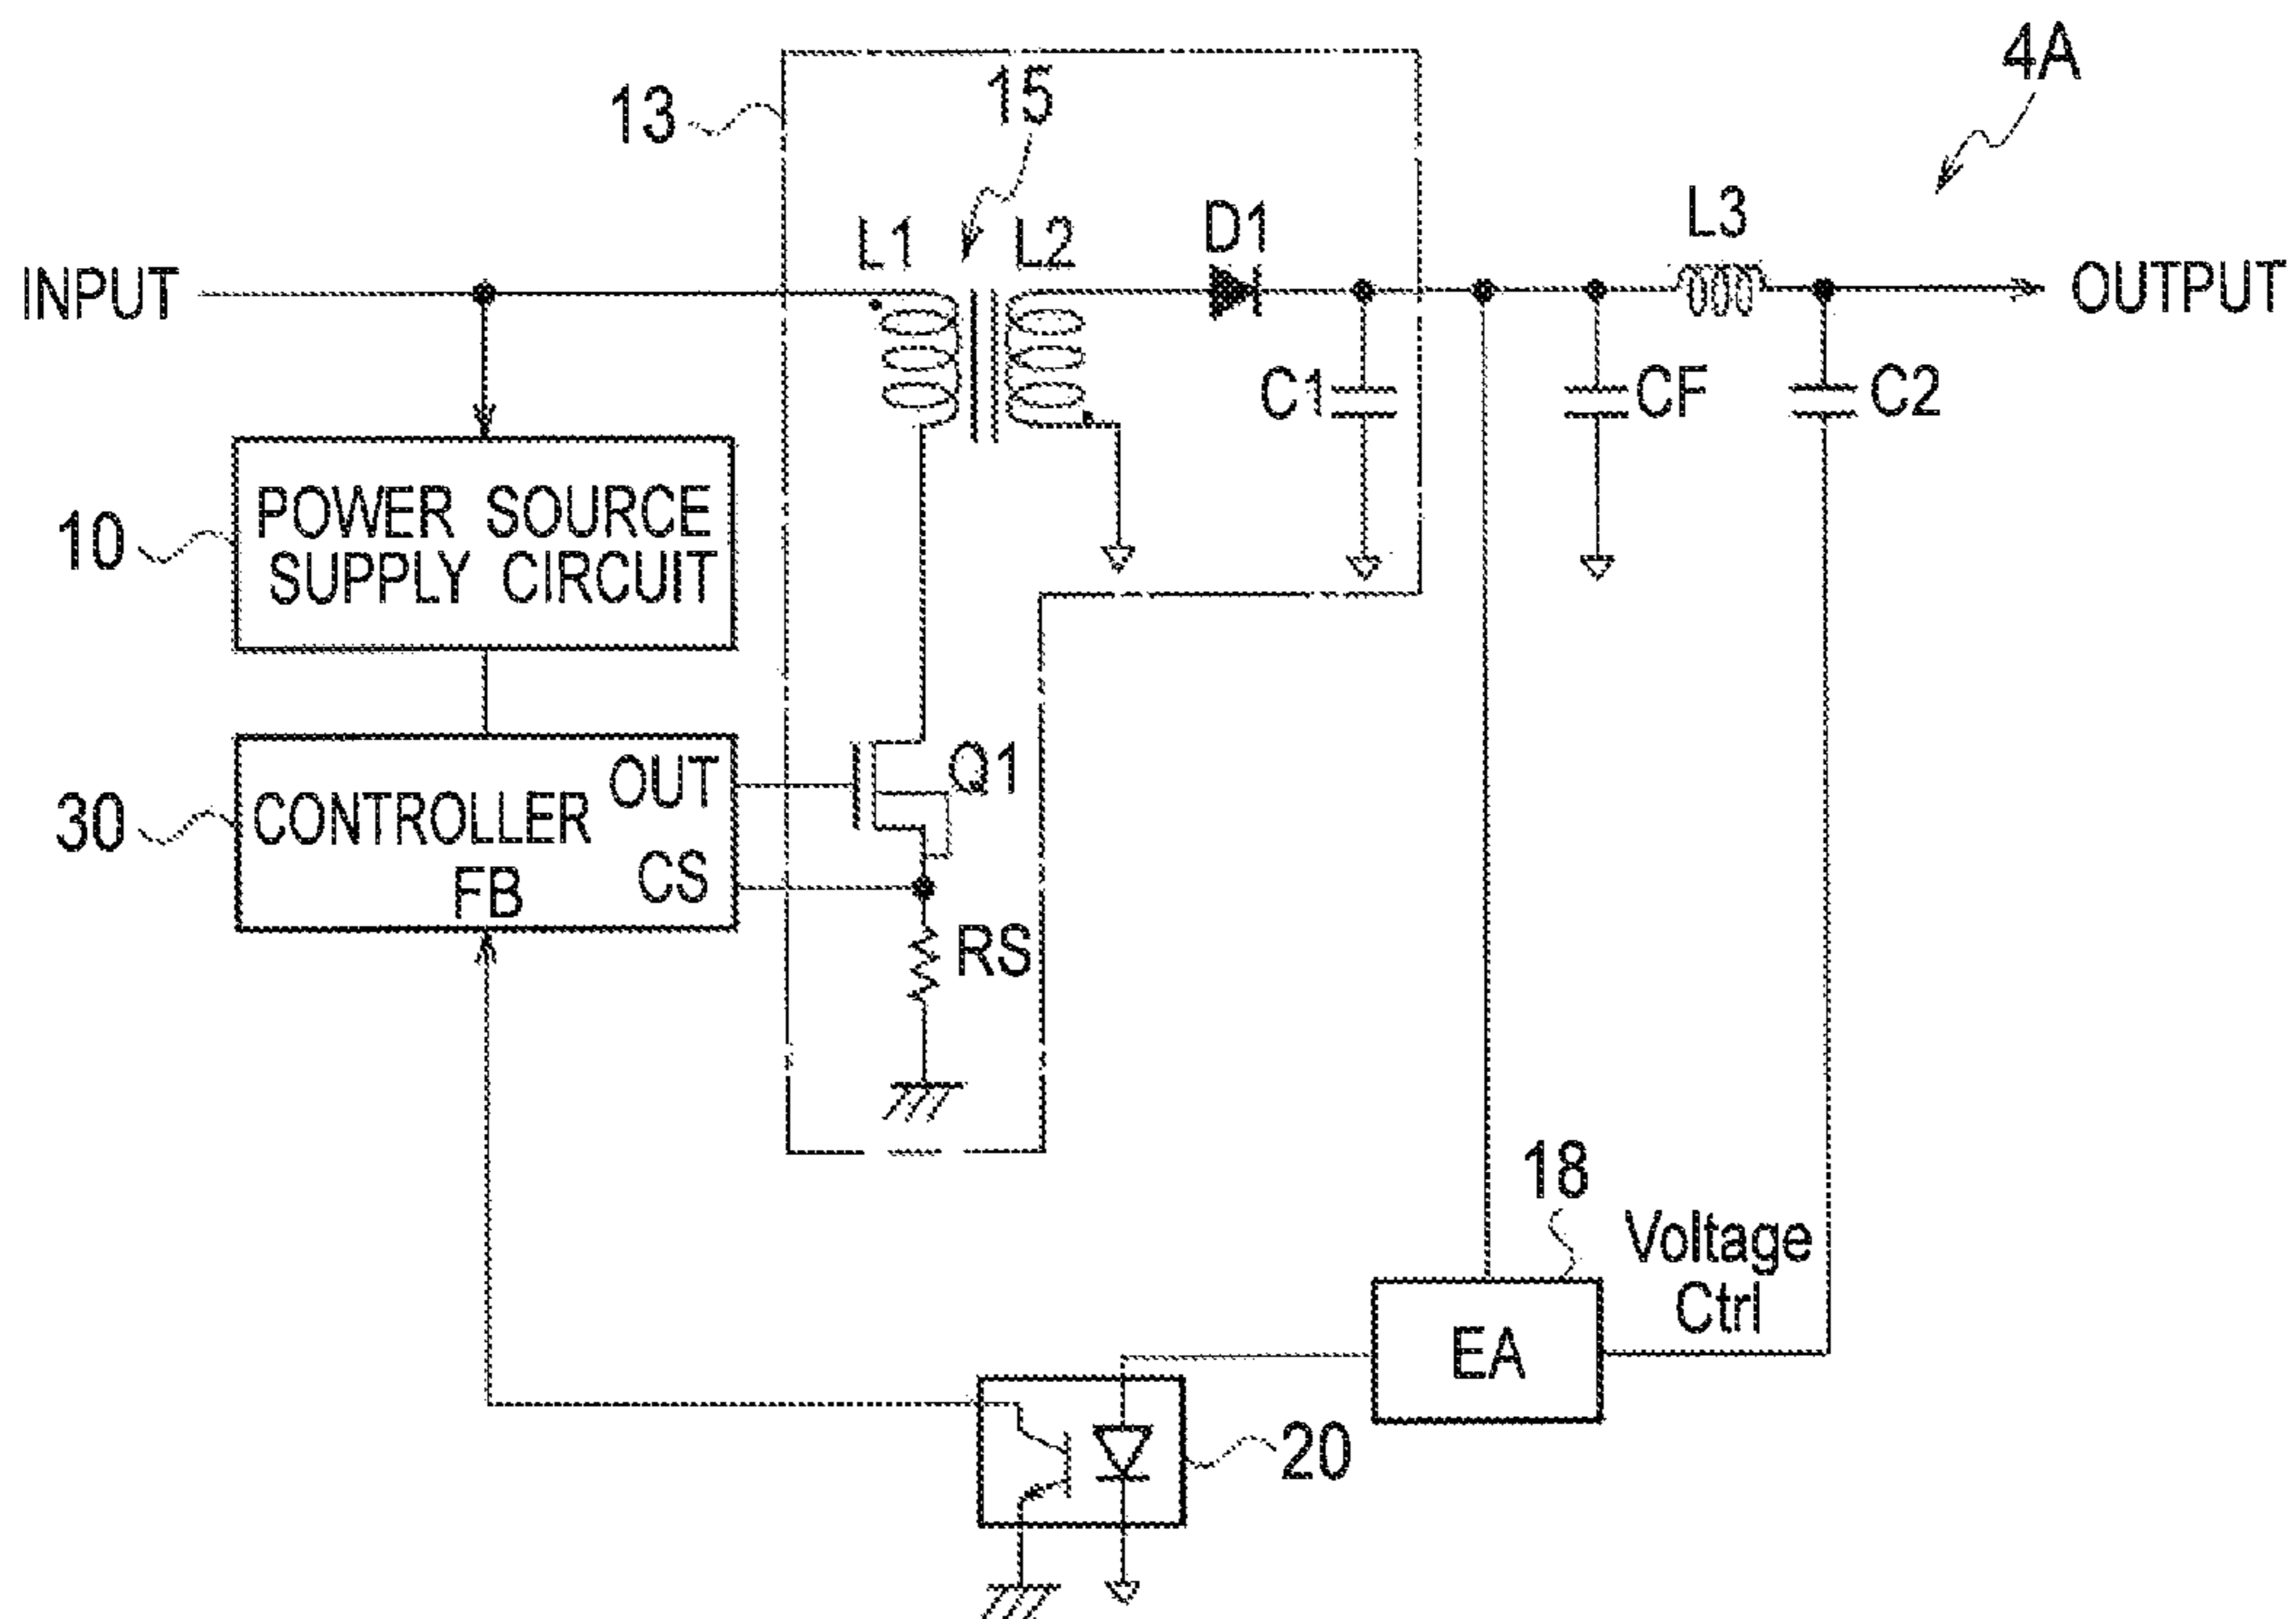 4A
13
15
L1
L2
D1
L3
INPUT
OUTPUT
C1
CF
C2
10
POWER SOURCE
SUPPLY CIRCUIT
30
CONTROLLER
OUT
CS
FB
Q1
RS
18
Voltage
Ctrl
EA
20